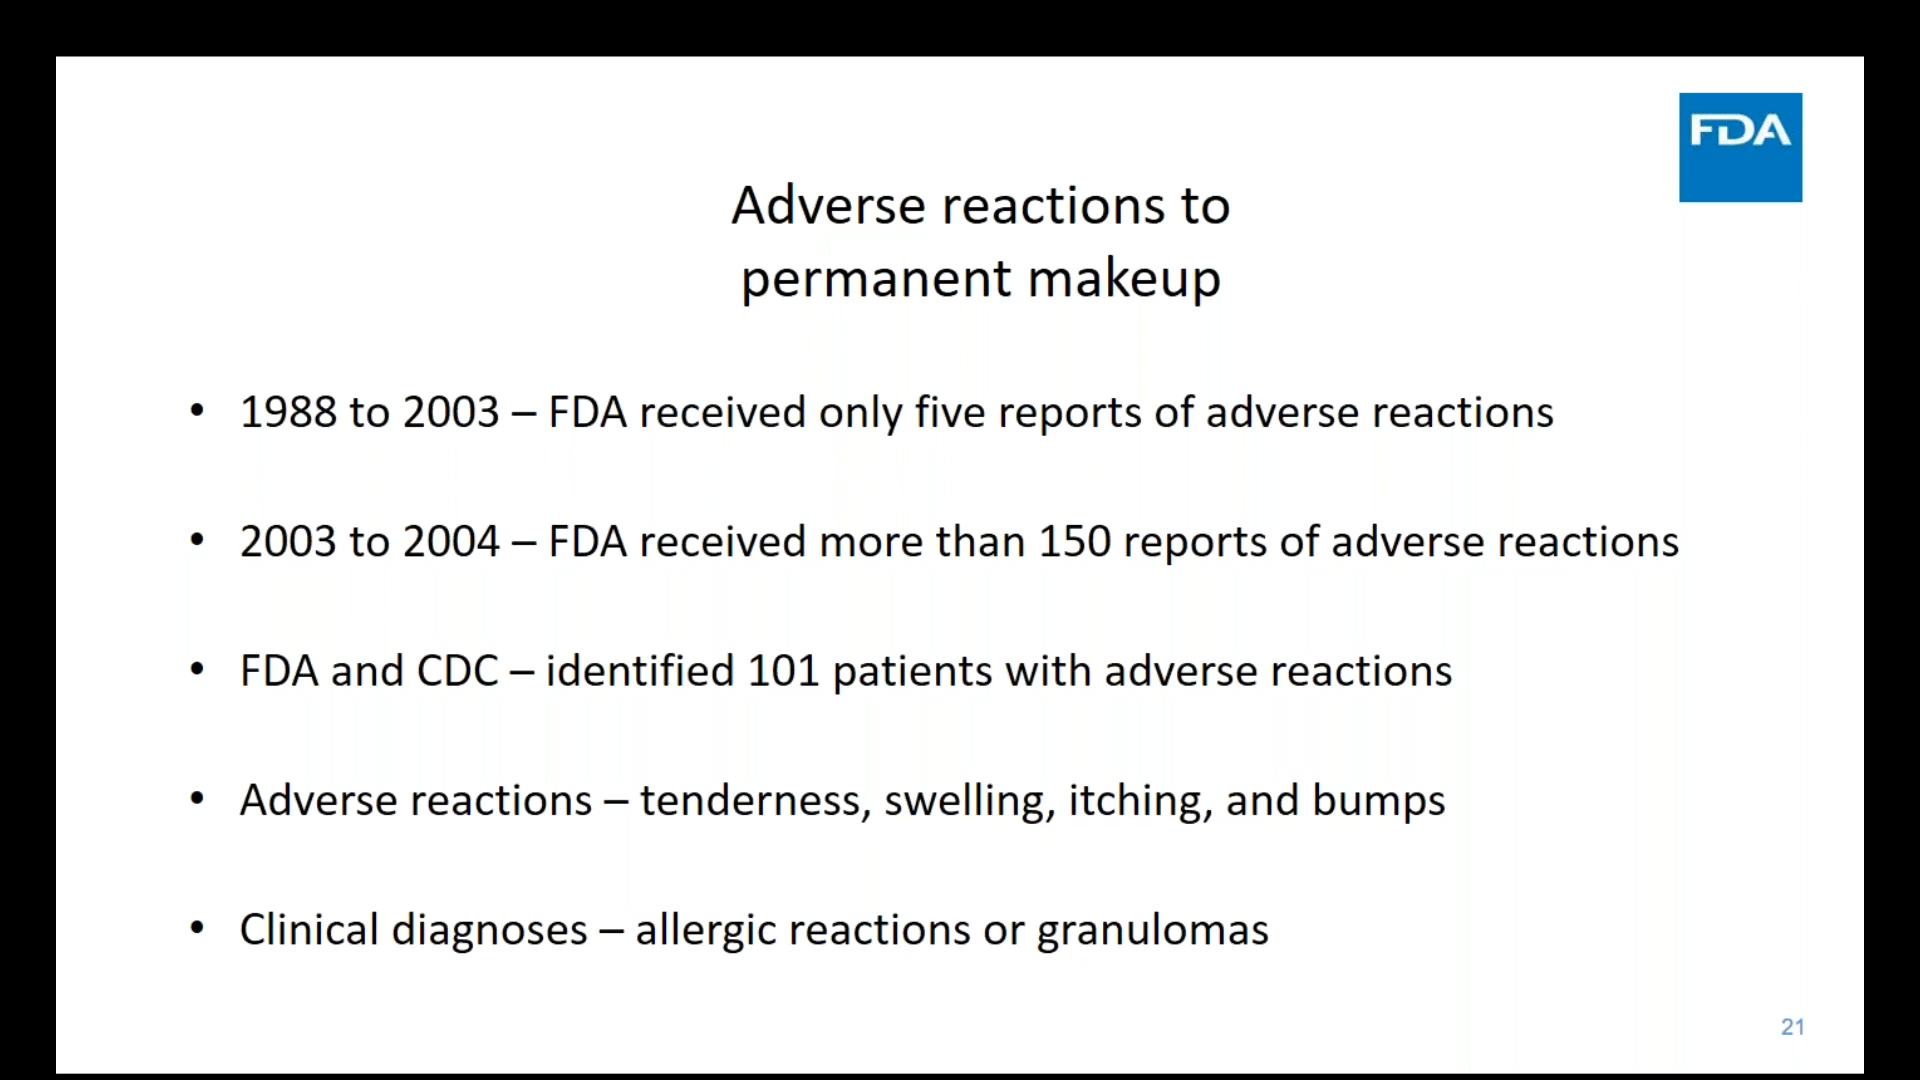 FDA
Adverse reactions to
permanent makeup
• 1988 to 2003 – FDA received only five reports of adverse reactions
• 2003 to 2004 – FDA received more than 150 reports of adverse reactions
• FDA and CDC – identified 101 patients with adverse reactions
• Adverse reactions – tenderness, swelling, itching, and bumps
• Clinical diagnoses – allergic reactions or granulomas
21